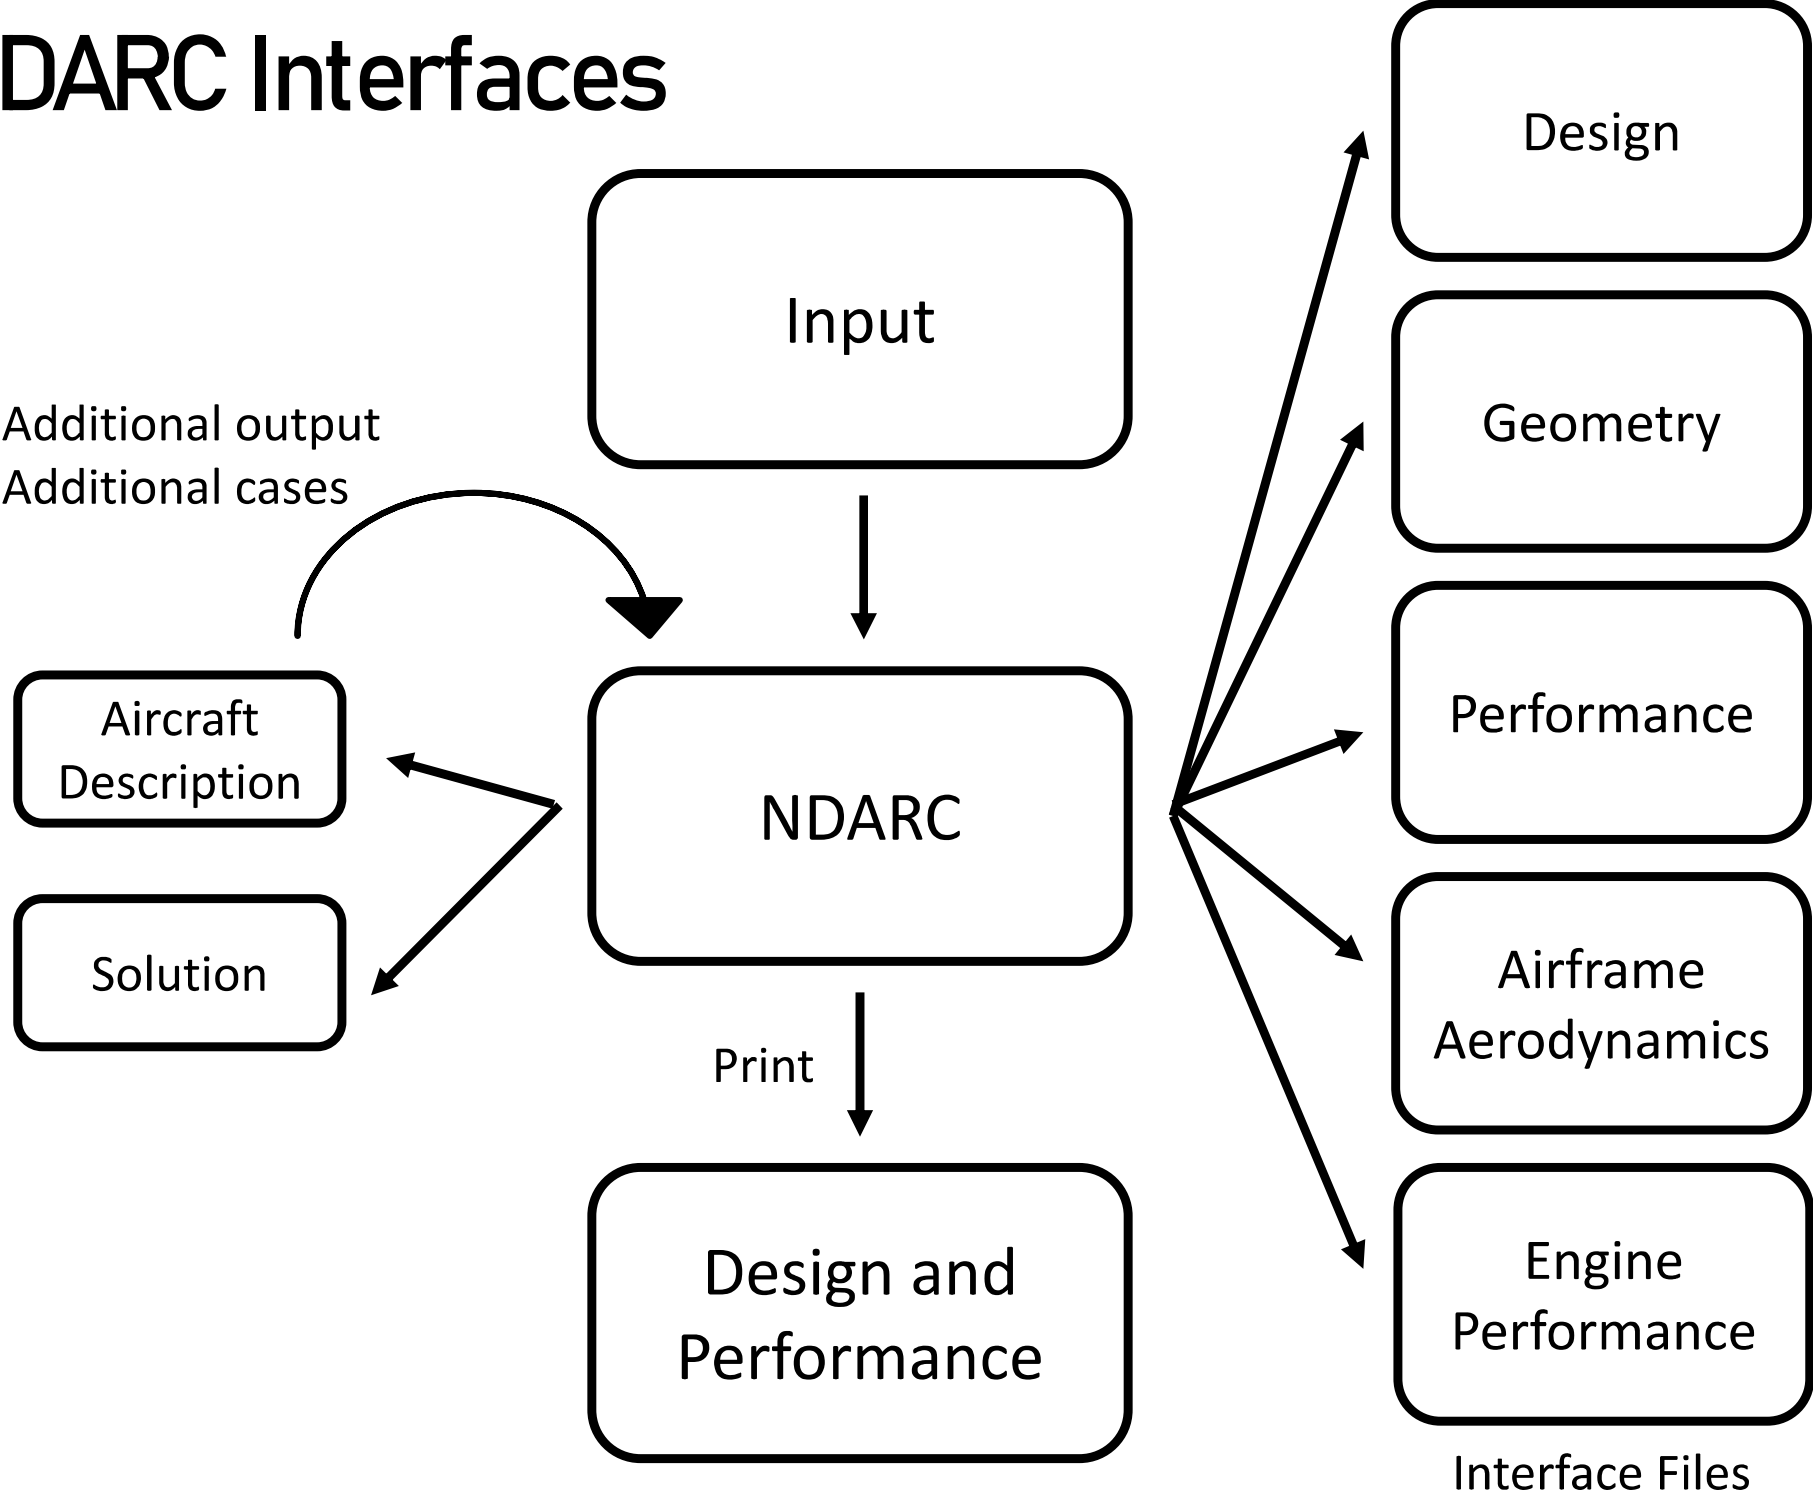 DARC Interfaces
Input
Additional output
Additional cases
Aircraft
Description
Solution
NDARC
Print
Design and
Performance
Design
Geometry
Performance
Airframe
Aerodynamics
Engine
Performance
Interface Files